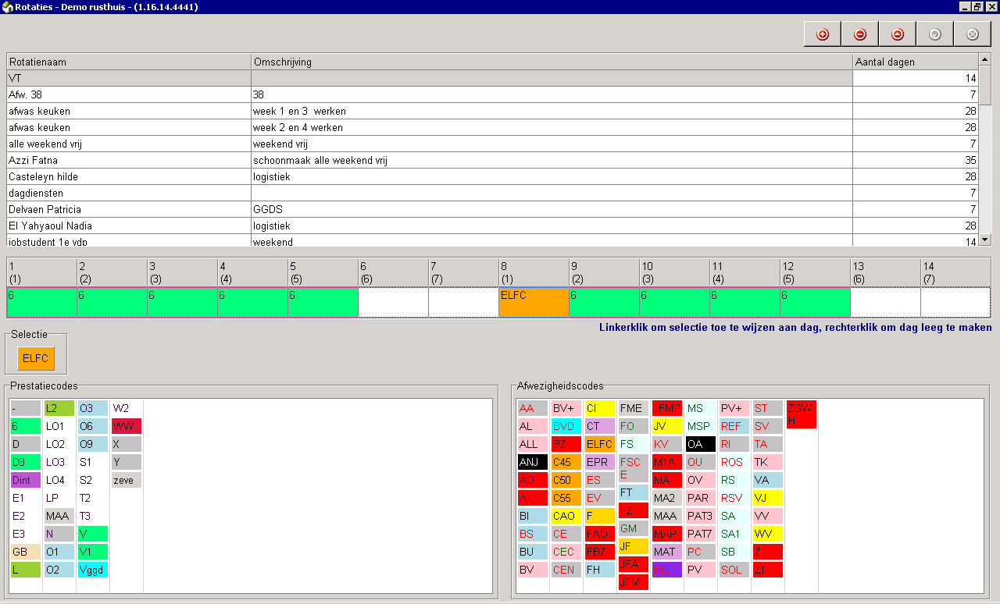 Rotaties - Demo rusthuis - (1.16.14.4441)
Rotatienaam Omschrijving Aantal dagen
VT 14
Afw. 38 38 7
afwas keuken week 1 en 3 werken 28
afwas keuken week 2 en 4 werken 28
alle weekend vrij weekend vrij 7
Azzi Fatna schoonmaak alle weekend vrij 35
Casteleyn hilde logistiek 28
dagdiensten 7
Delvaen Patricia GGDS 7
El Yahyaoul Nadia logistiek 28
jobstudent 1e vdp weekend 14
1 2 3 4 5 6 7 8 9 10 11 12 13 14
(1) (2) (3) (4) (5) (6) (7) (1) (2) (3) (4) (5) (6) (7)
6 6 6 6 6 ELFC 6 6 6 6
Linkerklik om selectie toe te wijzen aan dag, rechterklik om dag leeg te maken
Selectie
ELFC
Prestatiecodes
- L2 O3 W2
6 LO1 O6 WW
D LO2 O9 X
D8 LO3 S1 Y
Dint LO4 S2 zeve
E1 LP T2
E2 MAA T3
E3 N V
GB O1 V1
L O2 Vggd
Afwezigheidscodes
AA BV+ CI FME JFMP MS PV+ ST ZGW
H
AL BVD CT FO JV MSP REF SV
ALL BZ ELFC FS KV OA RI TA
ANJ C45 EPR FSC M1A OU ROS TK
E
AO C50 ES FT MA OV RS VA
AT C55 EV FZ MA2 PAR RSV VJ
BI CAO F GM MAA PAT3 SA VV
BS CE FAO JF MAP PAT7 SA1 WV
BU CEC FBZ JFA MAT PC SB Z
BV CEN FH JFM MB PV SOL Z1